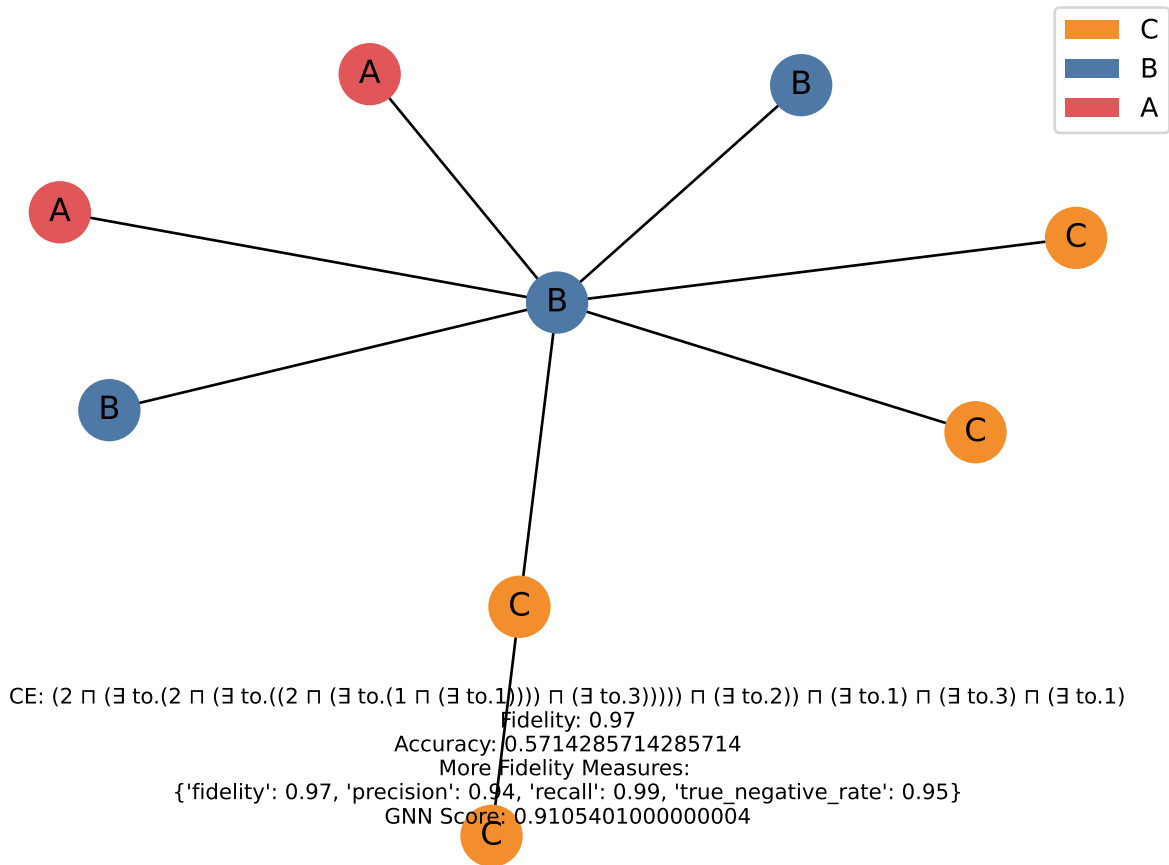 C
B
A
A
B
A
C
B
B
C
C
CE: (2 ⊓ (∃ to.(2 ⊓ (∃ to.((2 ⊓ (∃ to.(1 ⊓ (∃ to.1)))) ⊓ (∃ to.3))))) ⊓ (∃ to.2)) ⊓ (∃ to.1) ⊓ (∃ to.3) ⊓ (∃ to.1)
Fidelity: 0.97
Accuracy: 0.5714285714285714
More Fidelity Measures:
{'fidelity': 0.97, 'precision': 0.94, 'recall': 0.99, 'true_negative_rate': 0.95}
GNN Score: 0.9105401000000004
C